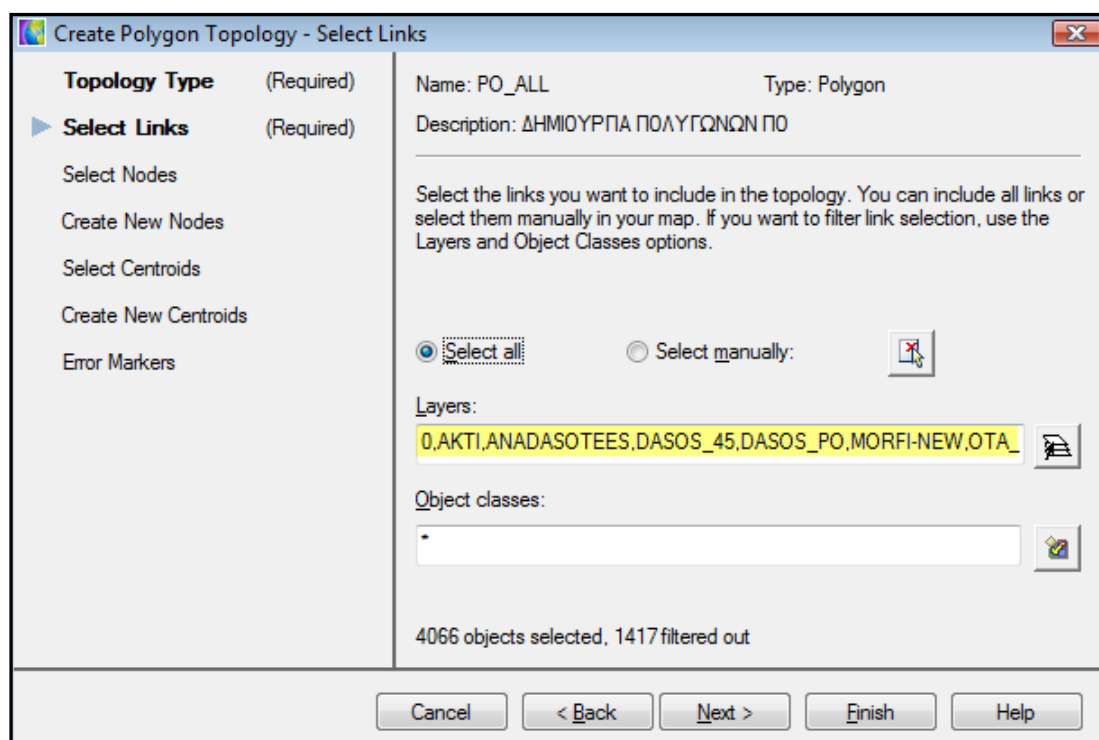 Create Polygon Topology - Select Links
Topology Type (Required)
Select Links (Required)
Select Nodes
Create New Nodes
Select Centroids
Create New Centroids
Error Markers
Name: PO_ALL Type: Polygon
Description: ΔΗΜΙΟΥΡΓΙΑ ΠΟΛΥΓΩΝΩΝ ΠΟ
Select the links you want to include in the topology. You can include all links or
select them manually in your map. If you want to filter link selection, use the
Layers and Object Classes options.
Select all Select manually:
Layers:
0,AKTI,ANADASOTEES,DASOS_45,DASOS_PO,MORFI-NEW,OTA_
Object classes:
*
4066 objects selected, 1417 filtered out
Cancel < Back Next > Finish Help